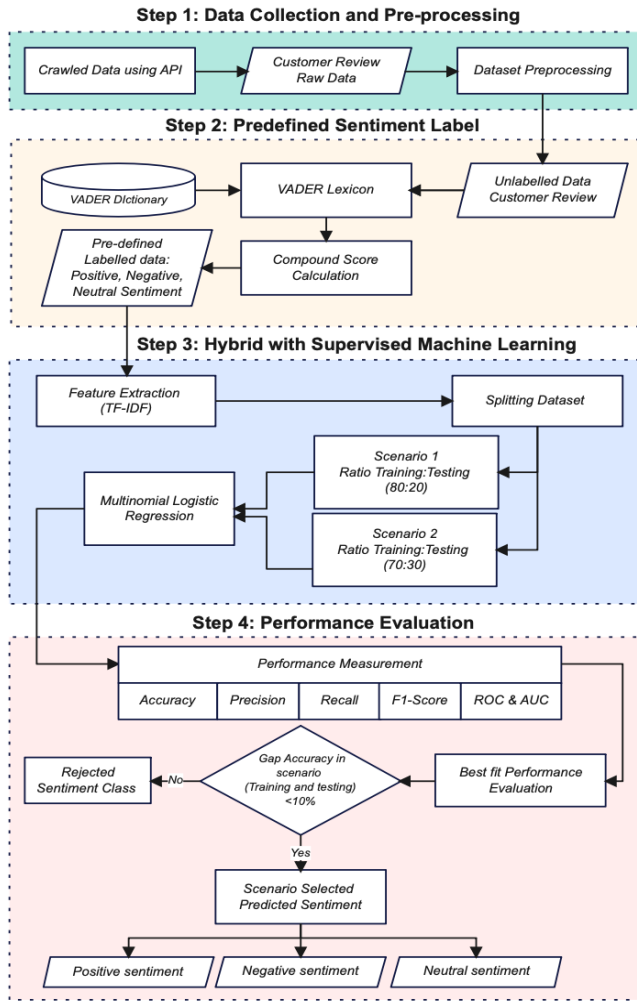 Step 1: Data Collection and Pre-processing
Crawled Data using API
Customer Review
Raw Data
Dataset Preprocessing
Step 2: Predefined Sentiment Label
VADER DIctionary
VADER Lexicon
Unlabelled Data
Customer Review
Pre-defined
Labelled data:
Positive, Negative,
Neutral Sentiment
Compound Score
Calculation
Step 3: Hybrid with Supervised Machine Learning
Feature Extraction
(TF-IDF)
Splitting Dataset
Scenario 1
Ratio Training:Testing
(80:20)
Multinomial Logistic
Regression
Scenario 2
Ratio Training:Testing
(70:30)
Step 4: Performance Evaluation
Performance Measurement
Accuracy
Precision
Recall
F1-Score
ROC & AUC
Rejected
Sentiment Class
No
Gap Accuracy in
scenario
(Training and testing)
<10%
Best fit Performance
Evaluation
Yes
Scenario Selected
Predicted Sentiment
Positive sentiment
Negative sentiment
Neutral sentiment